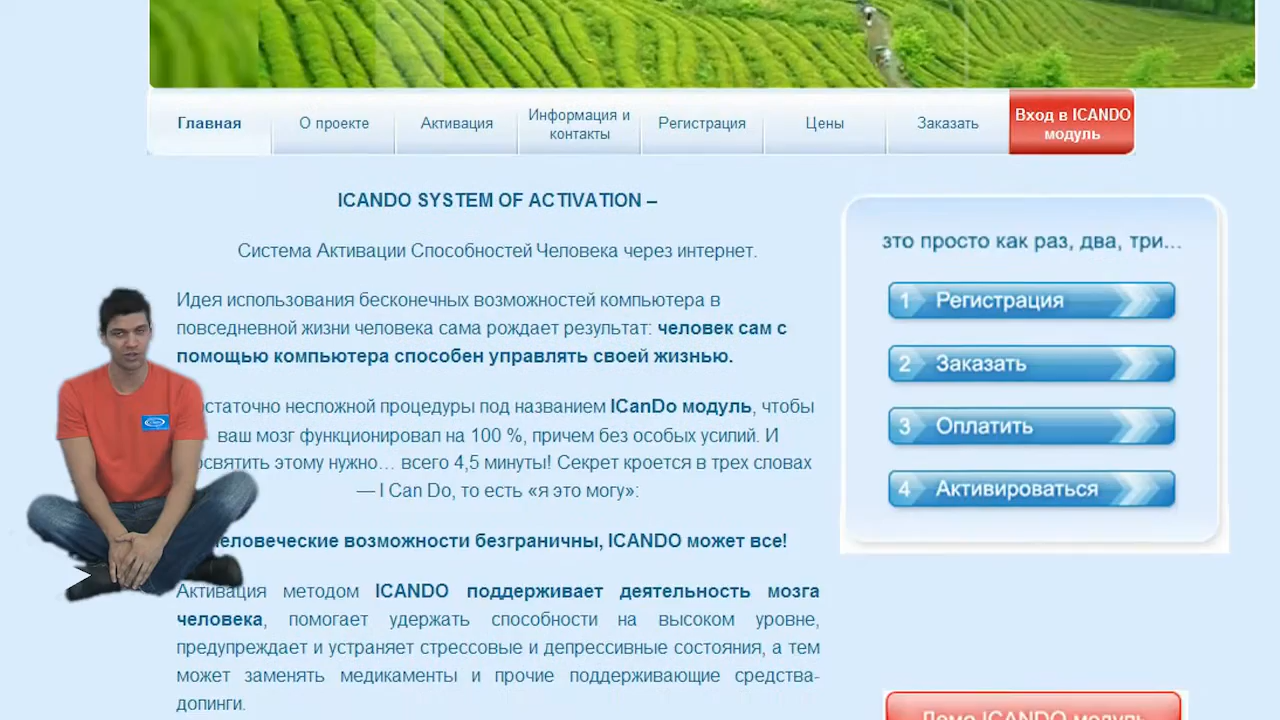 Главная
О проекте
Активация
Информация и
контакты
Регистрация
Цены
Заказать
Вход в ICANDO
модуль
ICANDO SYSTEM OF ACTIVATION –
Система Активации Способностей Человека через интернет.
Идея использования бесконечных возможностей компьютера в
повседневной жизни человека сама рождает результат: человек сам с
помощью компьютера способен управлять своей жизнью.
несложной процедуры под названием ICanDo модуль, чтобы
ваш мозг функционировал на 100 %, причем без особых усилий. И
этому нужно… всего 4,5 минуты! Секрет кроется в трех словах
— I Can Do, то есть «я это могу»:
возможности безграничны, ICANDO может все!
Активация методом ICANDO поддерживает деятельность мозга
человека, помогает удержать способности на высоком уровне,
предупреждает и устраняет стрессовые и депрессивные состояния, а тем
может заменять медикаменты и прочие поддерживающие средства-
допинги.
это просто как раз, два, три...
1 Регистрация
2 Заказать
3 Оплатить
4 Активироваться
Демо ICANDO модуль